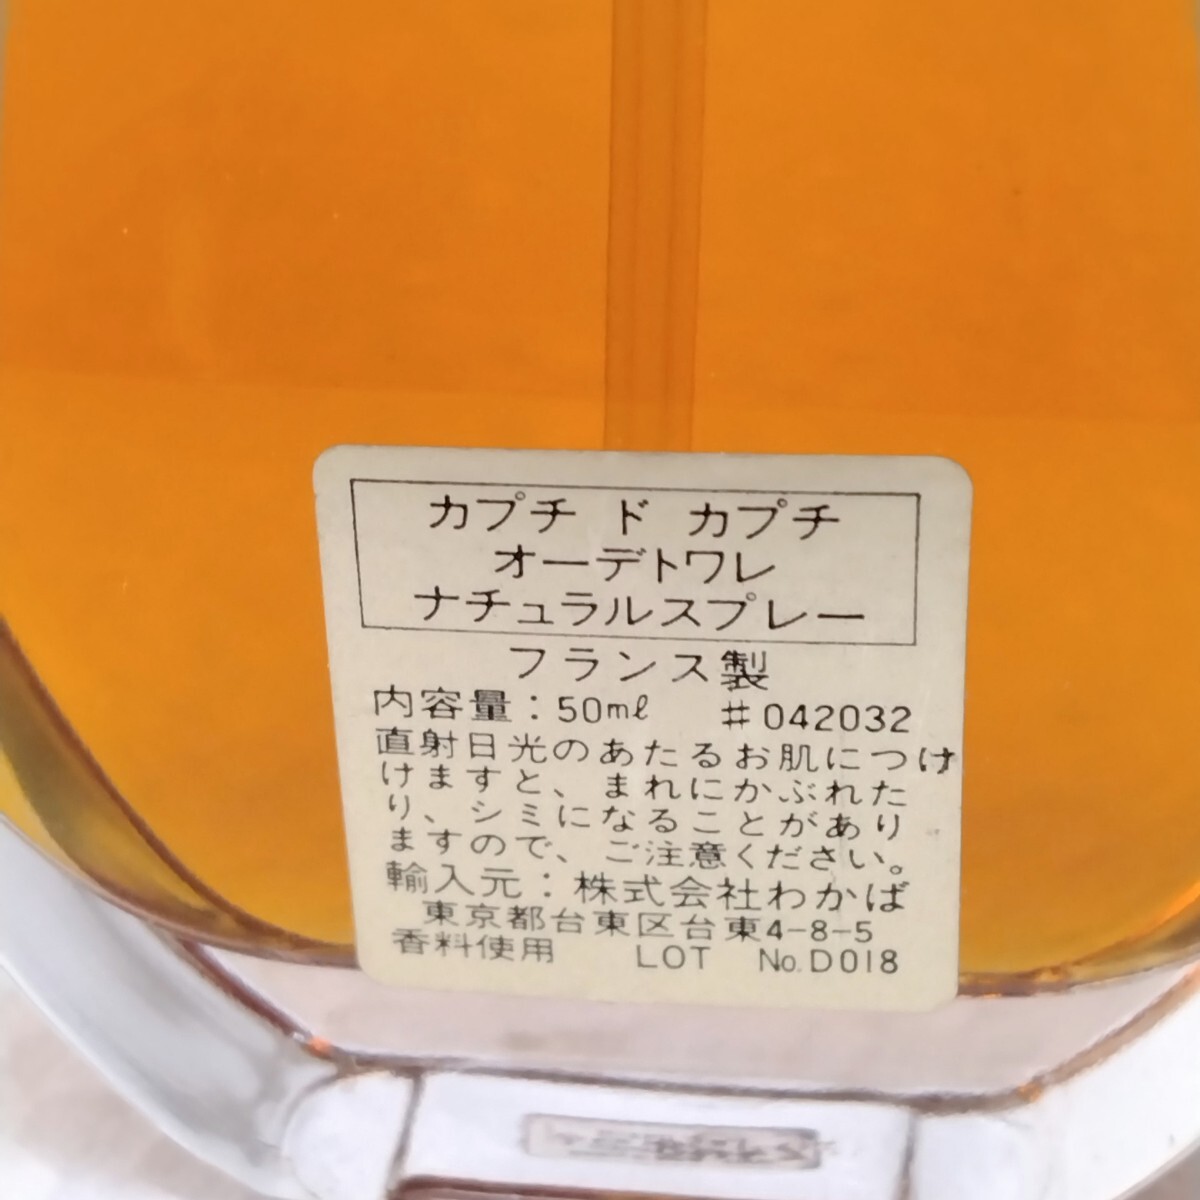 カプチ ド カプチ
オーデトワレ
ナチュラルスプレー
フランス製
内容量：50mℓ　#042032
直射日光のあたるお肌につけ
けますと、まれにかぶれた
り、シミになることがあり
ますので、ご注意ください。
輸入元：株式会社わかば
東京都台東区台東4-8-5
香料使用　LOT　No.D018